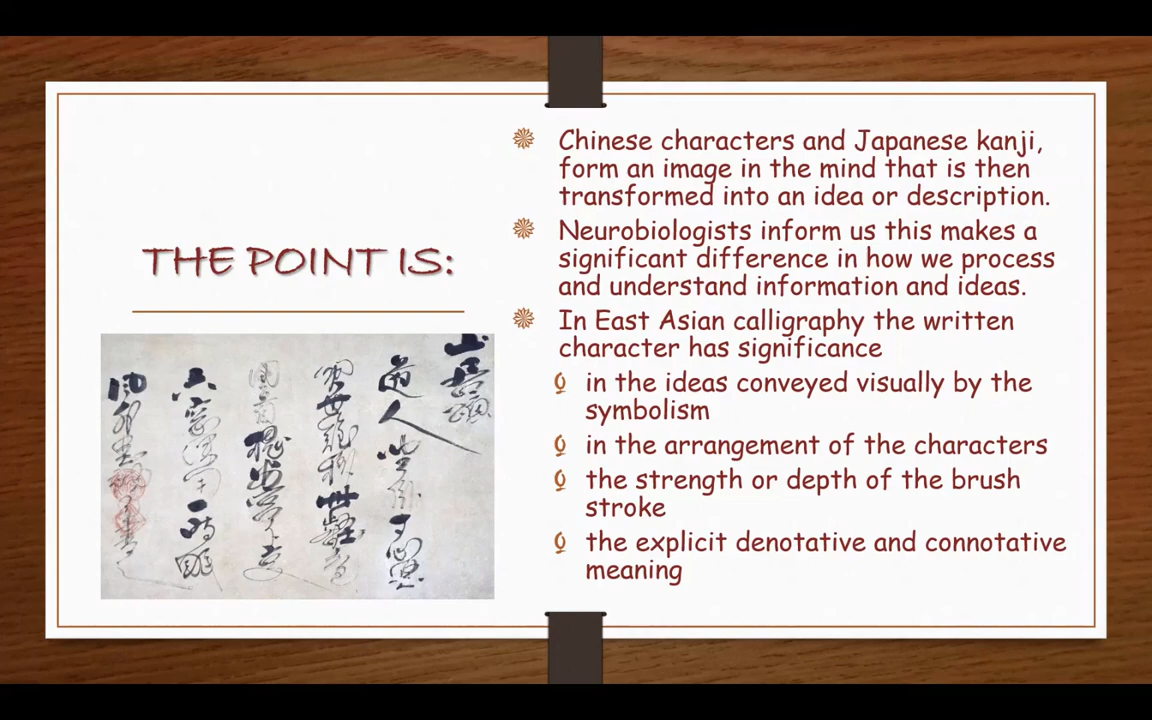 THE POINT IS:
Chinese characters and Japanese kanji,
form an image in the mind that is then
transformed into an idea or description.
Neurobiologists inform us this makes a
significant difference in how we process
and understand information and ideas.
In East Asian calligraphy the written
character has significance
in the ideas conveyed visually by the
symbolism
in the arrangement of the characters
the strength or depth of the brush
stroke
the explicit denotative and connotative
meaning